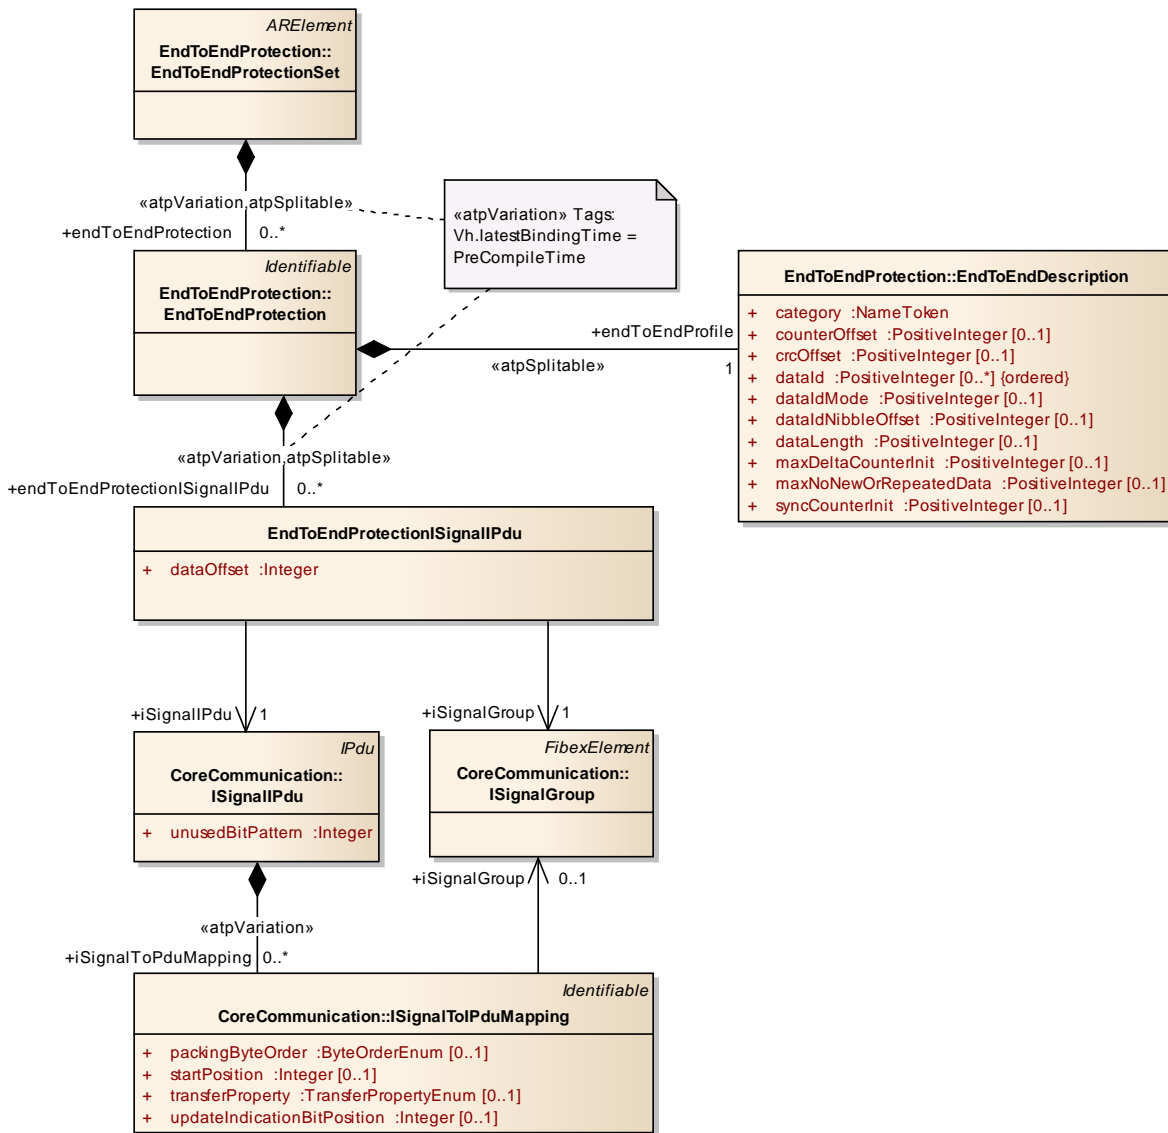 ARElement
EndToEndProtection::
EndToEndProtectionSet
«atpVariation,atpSplitable»
+endToEndProtection 0..*
«atpVariation» Tags:
Vh.latestBindingTime =
PreCompileTime
Identifiable
EndToEndProtection::
EndToEndProtection
+endToEndProfile
«atpSplitable» 1
EndToEndProtection::EndToEndDescription
+ category :NameToken
+ counterOffset :PositiveInteger [0..1]
+ crcOffset :PositiveInteger [0..1]
+ dataId :PositiveInteger [0..*] {ordered}
+ dataIdMode :PositiveInteger [0..1]
+ dataIdNibbleOffset :PositiveInteger [0..1]
+ dataLength :PositiveInteger [0..1]
+ maxDeltaCounterInit :PositiveInteger [0..1]
+ maxNoNewOrRepeatedData :PositiveInteger [0..1]
+ syncCounterInit :PositiveInteger [0..1]
«atpVariation,atpSplitable»
+endToEndProtectionISignalIPdu 0..*
EndToEndProtectionISignalIPdu
+ dataOffset :Integer
+iSignalIPdu 1
+iSignalGroup 1
IPdu
CoreCommunication::
ISignalIPdu
+ unusedBitPattern :Integer
FibexElement
CoreCommunication::
ISignalGroup
+iSignalGroup 0..1
«atpVariation»
+iSignalToPduMapping 0..*
Identifiable
CoreCommunication::ISignalToIPduMapping
+ packingByteOrder :ByteOrderEnum [0..1]
+ startPosition :Integer [0..1]
+ transferProperty :TransferPropertyEnum [0..1]
+ updateIndicationBitPosition :Integer [0..1]